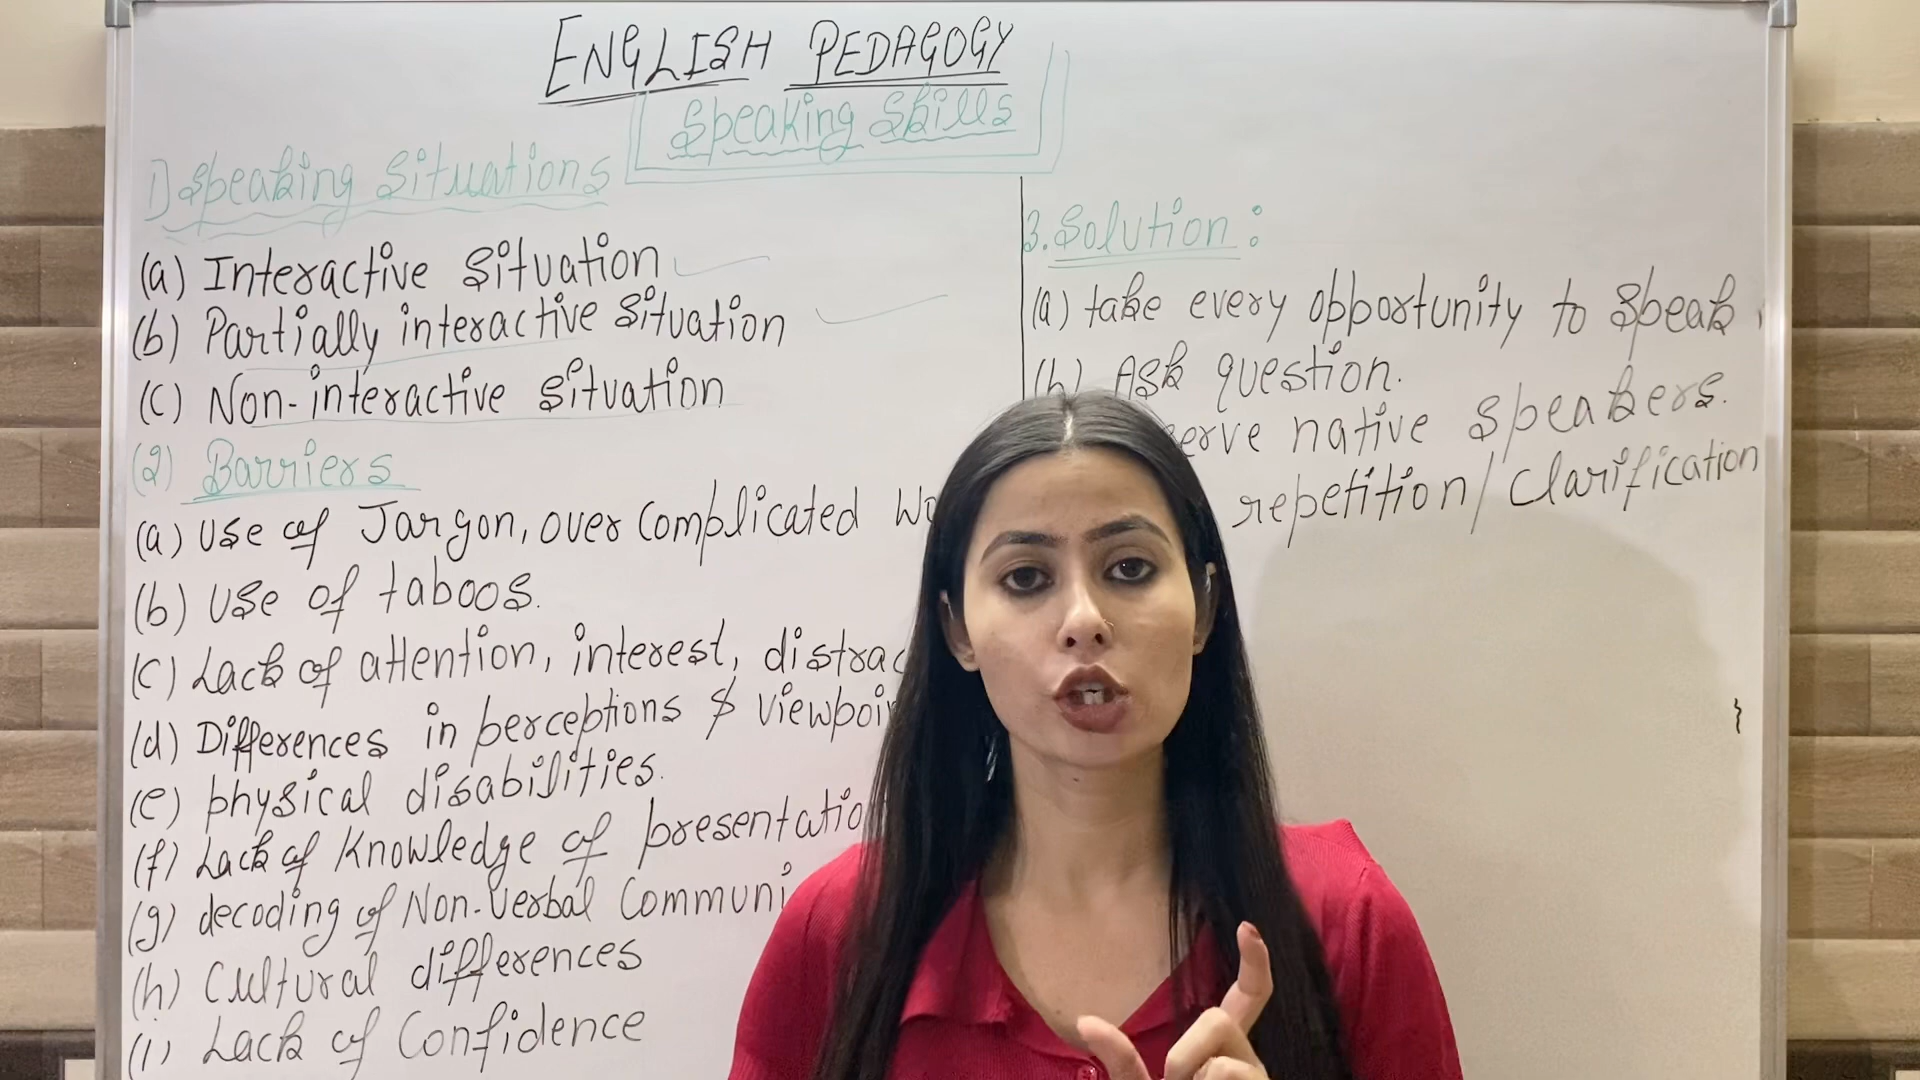 ENGLISH PEDAGOGY
Speaking Skills
1) Speaking Situations
(a) Interactive Situation
(b) Partially interactive Situation
(c) Non-interactive Situation
(2) Barriers
(a) Use of Jargon, over complicated
(b) Use of taboos.
(c) Lack of attention, interest,
(d) Differences in perceptions &
(e) physical disabilities.
(f) Lack of Knowledge of
(g) decoding of Non-Verbal
(h) Cultural differences
(i) Lack of Confidence
3. Solution:
(a) take every opportunity to Speak
(b) Ask question.
native Speakers.
repetition/Clarification